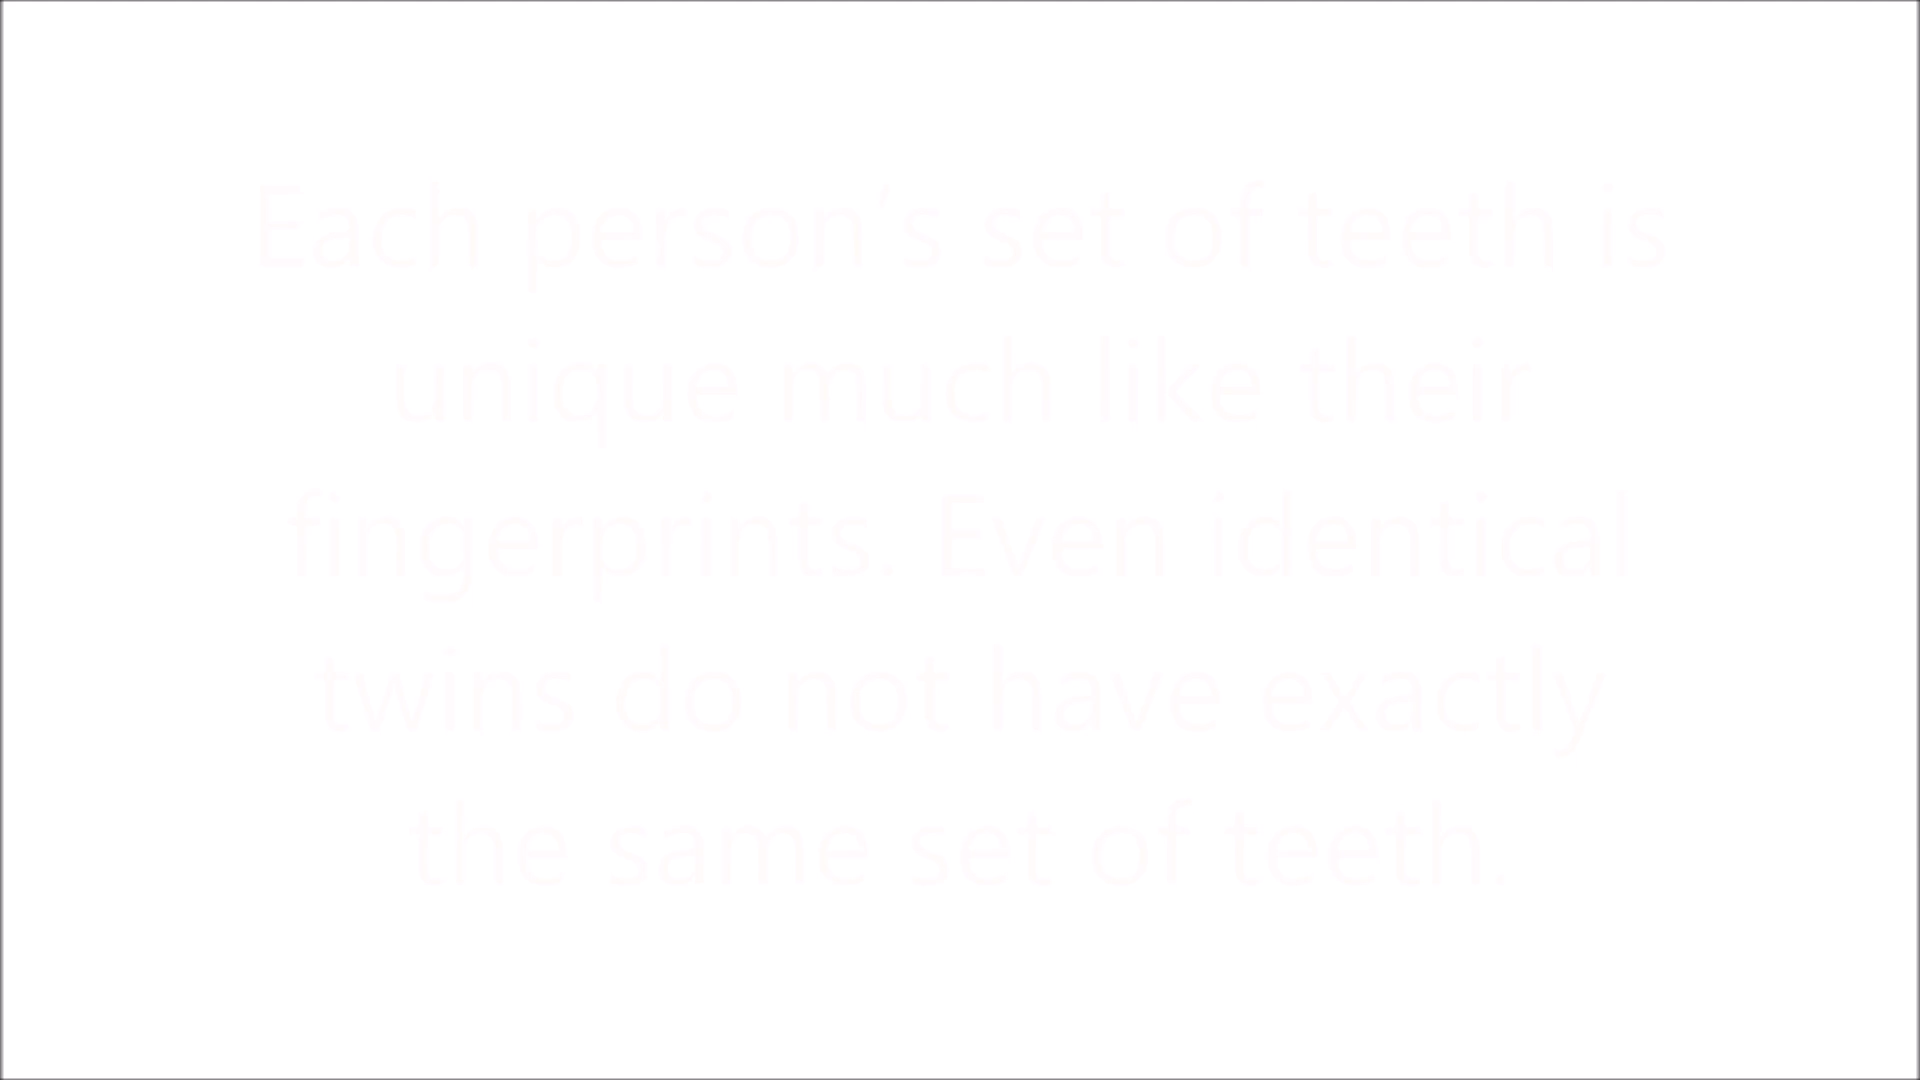 Each person's set of teeth is
unique much like their
fingerprints. Even identical
twins do not have exactly
the same set of teeth.